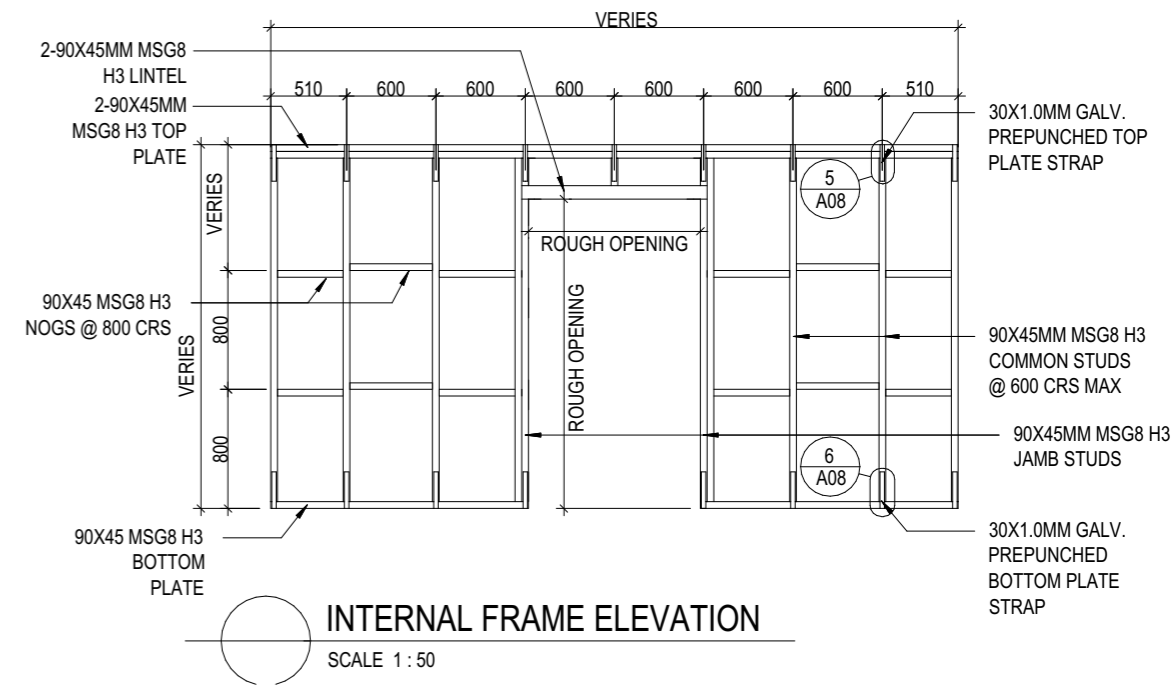 VERIES
2-90X45MM MSG8
H3 LINTEL
510 600 600 600 600 600 600 510
2-90X45MM
MSG8 H3 TOP
PLATE
30X1.0MM GALV.
PREPUNCHED TOP
PLATE STRAP
5
A08
VERIES
ROUGH OPENING
90X45 MSG8 H3
NOGS @ 800 CRS
800
VERIES
ROUGH OPENING
90X45MM MSG8 H3
COMMON STUDS
@ 600 CRS MAX
800
90X45MM MSG8 H3
JAMB STUDS
6
A08
90X45 MSG8 H3
BOTTOM
PLATE
30X1.0MM GALV.
PREPUNCHED
BOTTOM PLATE
STRAP
INTERNAL FRAME ELEVATION
SCALE 1 : 50